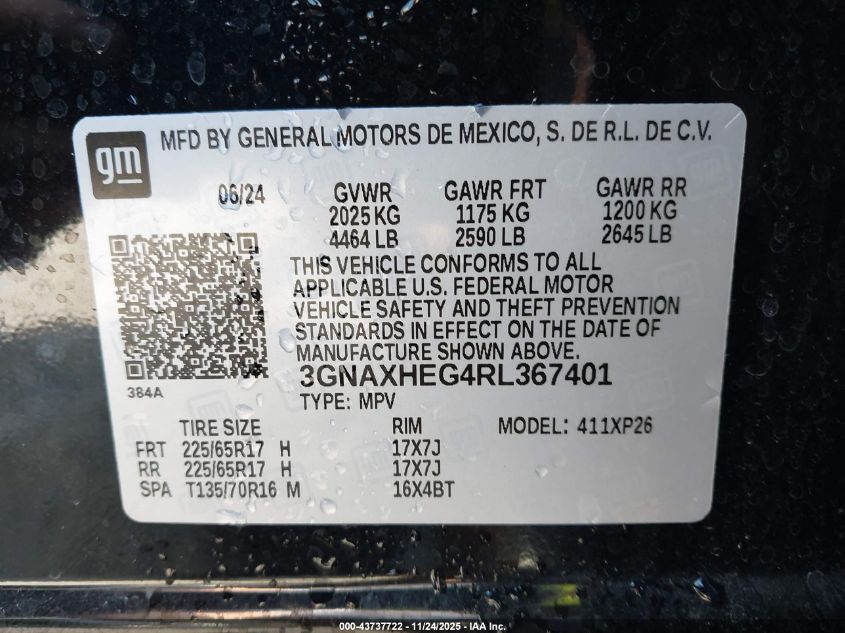 gm
MFD BY GENERAL MOTORS DE MEXICO, S. DE R.L. DE C.V.
06/24 GVWR GAWR FRT GAWR RR
2025 KG 1175 KG 1200 KG
4464 LB 2590 LB 2645 LB
THIS VEHICLE CONFORMS TO ALL
APPLICABLE U.S. FEDERAL MOTOR
VEHICLE SAFETY AND THEFT PREVENTION
STANDARDS IN EFFECT ON THE DATE OF
MANUFACTURE SHOWN ABOVE.
384A
3GNAXHEG4RL367401
TYPE: MPV
TIRE SIZE RIM MODEL: 411XP26
FRT 225/65R17 H 17X7J
RR 225/65R17 H 17X7J
SPA T135/70R16 M 16X4BT
000-43737722 - 11/24/2025 - IAA Inc.